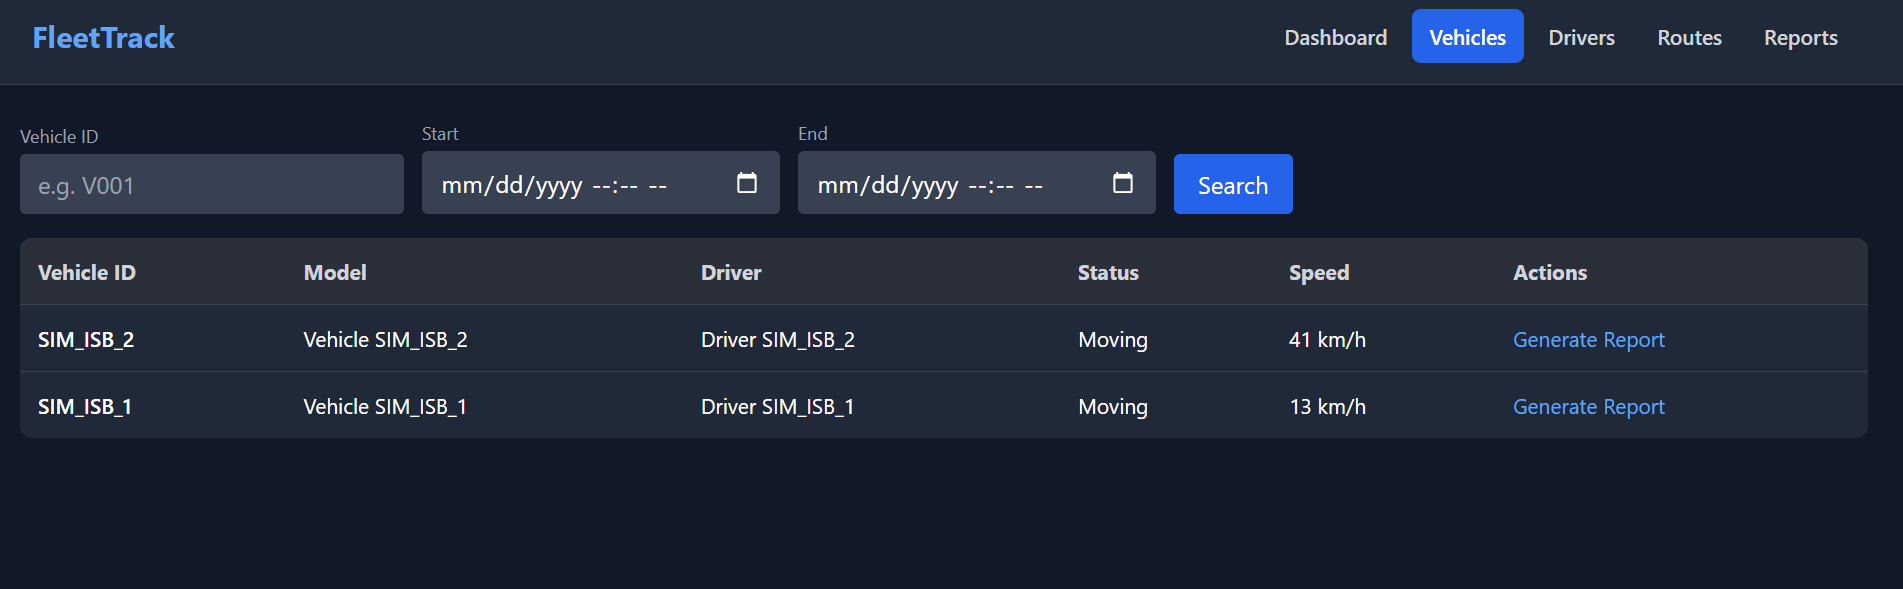 FleetTrack Dashboard Vehicles Drivers Routes Reports
Vehicle ID Start End
e.g. V001 mm/dd/yyyy --:-- -- mm/dd/yyyy --:-- -- Search
Vehicle ID Model Driver Status Speed Actions
SIM_ISB_2 Vehicle SIM_ISB_2 Driver SIM_ISB_2 Moving 41 km/h Generate Report
SIM_ISB_1 Vehicle SIM_ISB_1 Driver SIM_ISB_1 Moving 13 km/h Generate Report